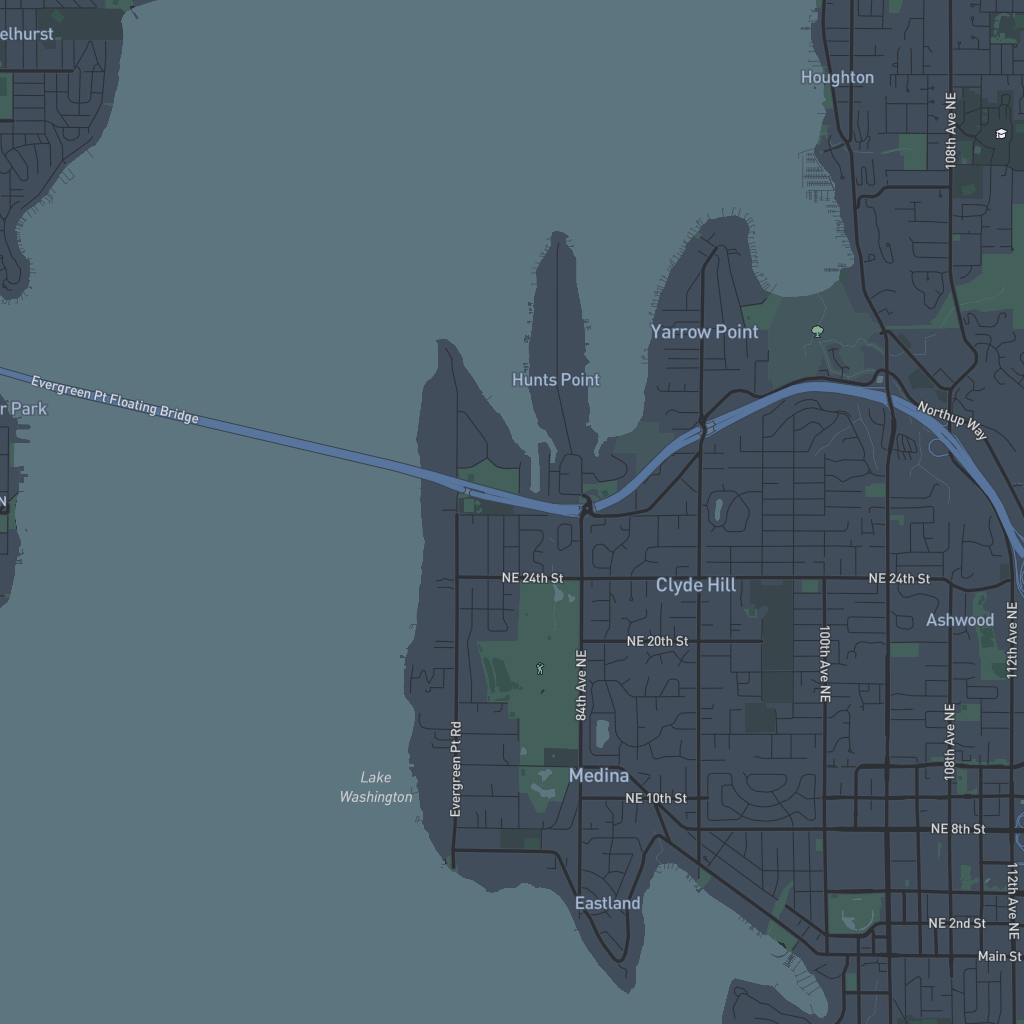 elhurst
Houghton
108th Ave NE
Yarrow Point
Hunts Point
Evergreen Pt Floating Bridge
r Park
Northup Way
N
NE 24th St
Clyde Hill
NE 24th St
Ashwood
112th Ave NE
NE 20th St
100th Ave NE
84th Ave NE
108th Ave NE
Evergreen Pt Rd
Lake
Washington
Medina
NE 10th St
NE 8th St
112th Ave NE
Eastland
NE 2nd St
Main St